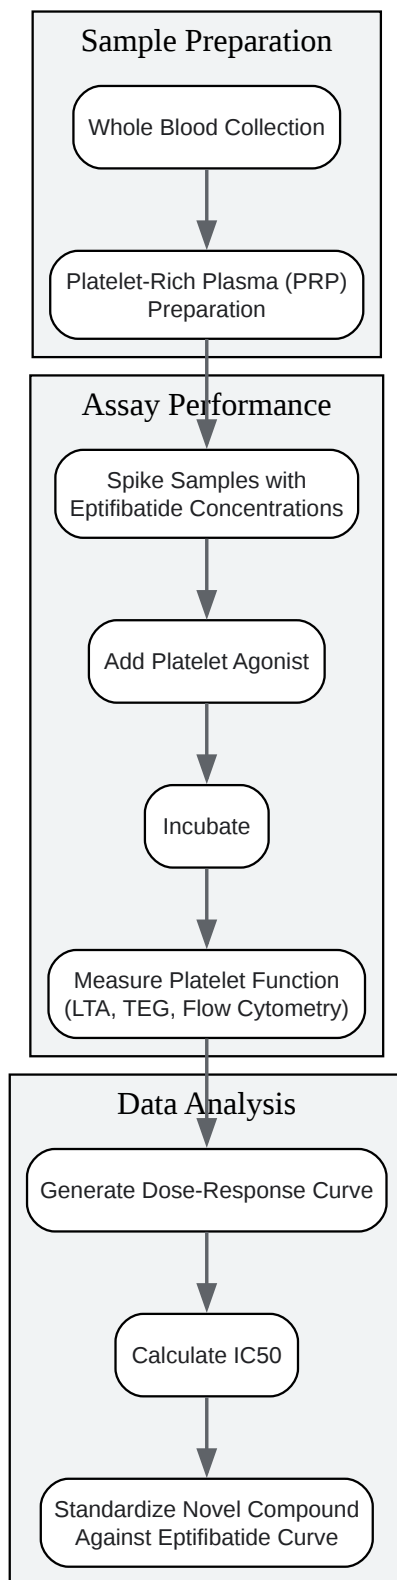 Sample Preparation
Whole Blood Collection
Platelet-Rich Plasma (PRP)
Preparation
Assay Performance
Spike Samples with
Eptifibatide Concentrations
Add Platelet Agonist
Incubate
Measure Platelet Function
(LTA, TEG, Flow Cytometry)
Data Analysis
Generate Dose-Response Curve
Calculate IC50
Standardize Novel Compound
Against Eptifibatide Curve